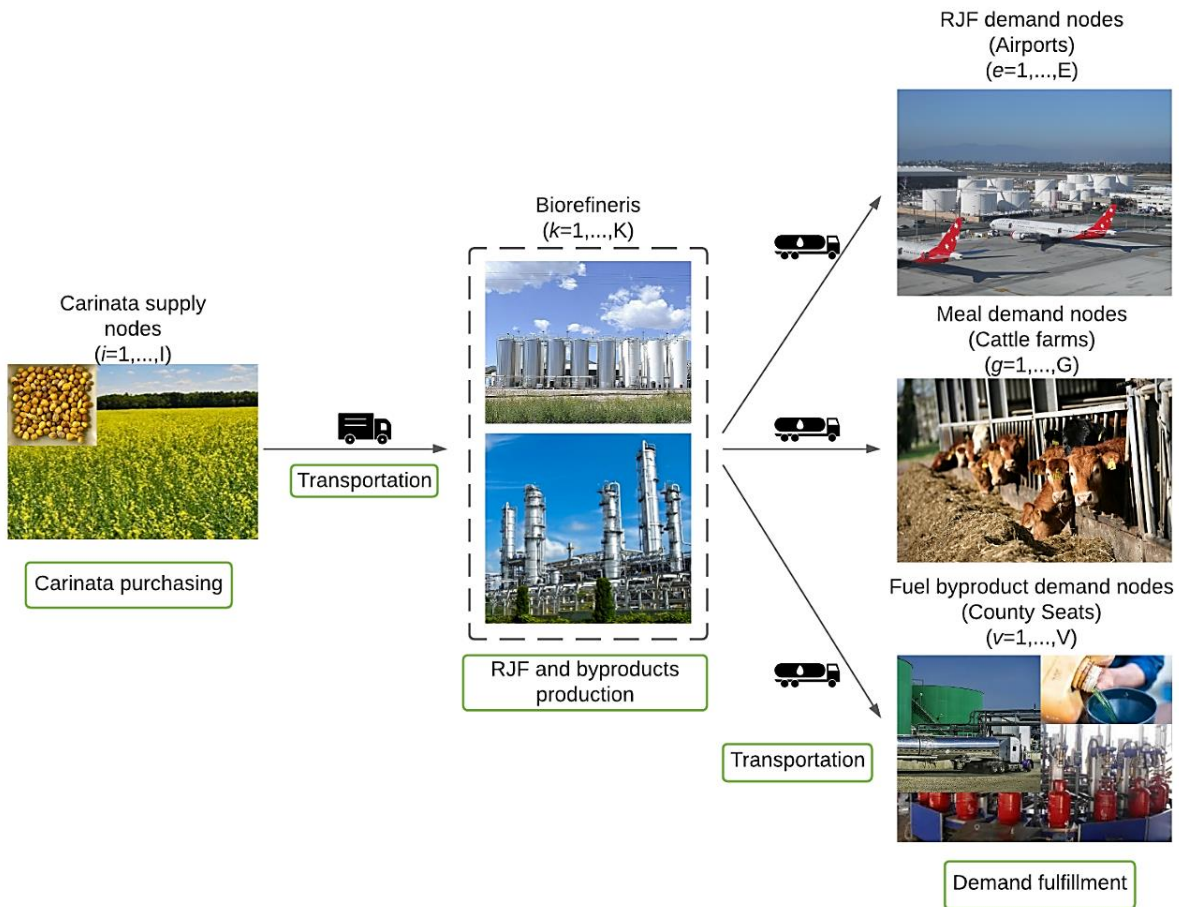 Carinata supply
nodes
(i=1,...,I)
Carinata purchasing
Transportation
Biorefineris
(k=1,...,K)
RJF and byproducts
production
RJF demand nodes
(Airports)
(e=1,...,E)
Meal demand nodes
(Cattle farms)
(g=1,...,G)
Fuel byproduct demand nodes
(County Seats)
(v=1,...,V)
Transportation
Demand fulfillment